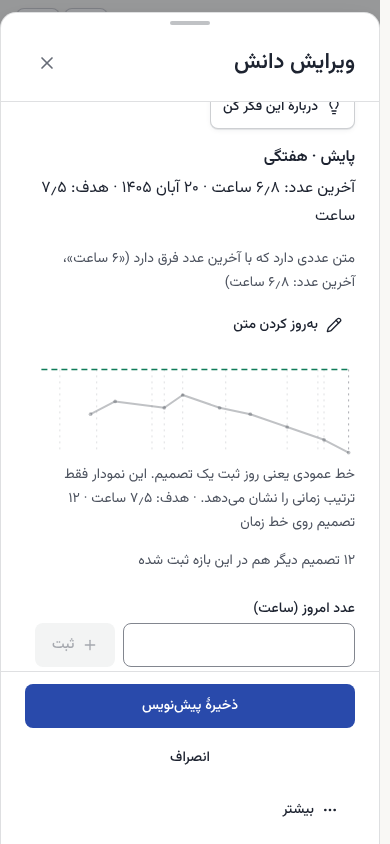 ویرایش دانش
دربارهٔ این فکر کن
پایش · هفتگی
آخرین عدد: ۶٫۸ ساعت · ۲۰ آبان ۱۴۰۵ · هدف: ۷٫۵
ساعت
متن عددی دارد که با آخرین عدد فرق دارد («۶ ساعت»،
آخرین عدد: ۶٫۸ ساعت)
به‌روز کردن متن
خط عمودی یعنی روز ثبت یک تصمیم. این نمودار فقط
ترتیب زمانی را نشان می‌دهد. · هدف: ۷٫۵ ساعت · ۱۲
تصمیم روی خط زمان
۱۲ تصمیم دیگر هم در این بازه ثبت شده
عدد امروز (ساعت)
ثبت
ذخیرهٔ پیش‌نویس
انصراف
بیشتر